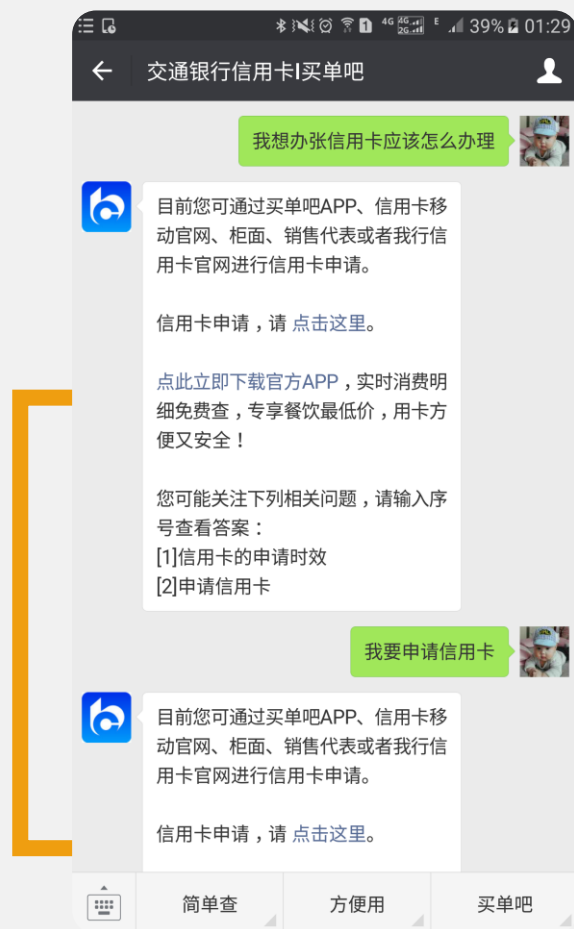 1 4G 4G 2G E 39% 01:29
交通银行信用卡I买单吧
我想办张信用卡应该怎么办理
目前您可通过买单吧APP、信用卡移
动官网、柜面、销售代表或者我行信
用卡官网进行信用卡申请。
信用卡申请，请 点击这里。
点此立即下载官方APP，实时消费明
细免费查，专享餐饮最低价，用卡方
便又安全！
您可能关注下列相关问题，请输入序
号查看答案：
[1]信用卡的申请时效
[2]申请信用卡
我要申请信用卡
目前您可通过买单吧APP、信用卡移
动官网、柜面、销售代表或者我行信
用卡官网进行信用卡申请。
信用卡申请，请 点击这里。
简单查 方便用 买单吧